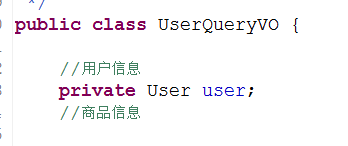 */
public class UserQueryVO {
//用户信息
private User user;
//商品信息